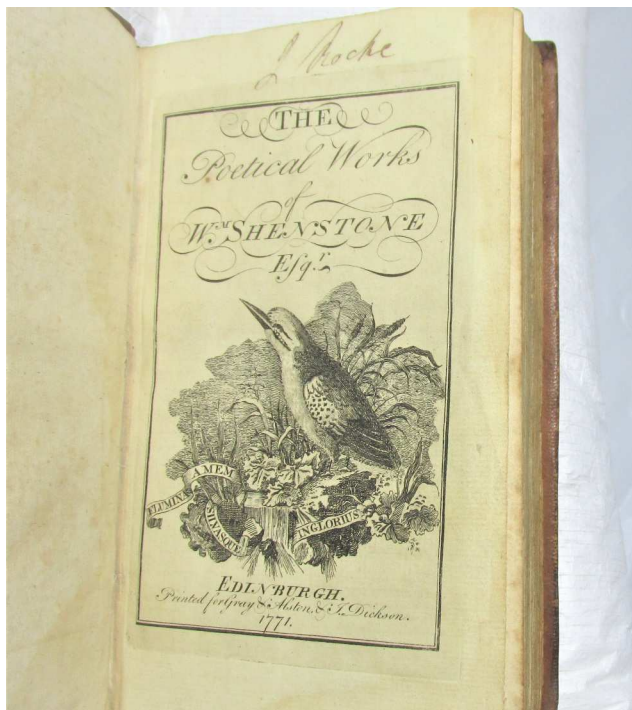 J Roche
THE
Poetical Works
of
Wᴹ SHENSTONE
Eſqʳ.
FLUMINA
AMEM
SILVASQUE
INGLORIUS
EDINBURGH.
Printed for Gray & Alston, & J. Dickson.
1771.